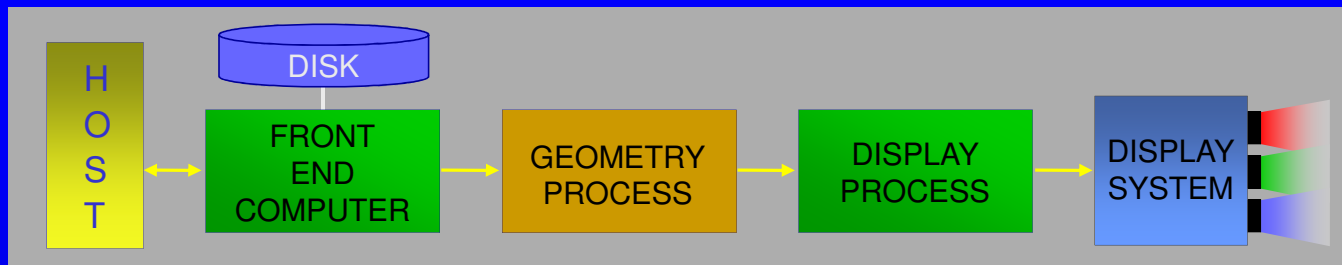 H
O
S
T
DISK
FRONT
END
COMPUTER
GEOMETRY
PROCESS
DISPLAY
PROCESS
DISPLAY
SYSTEM